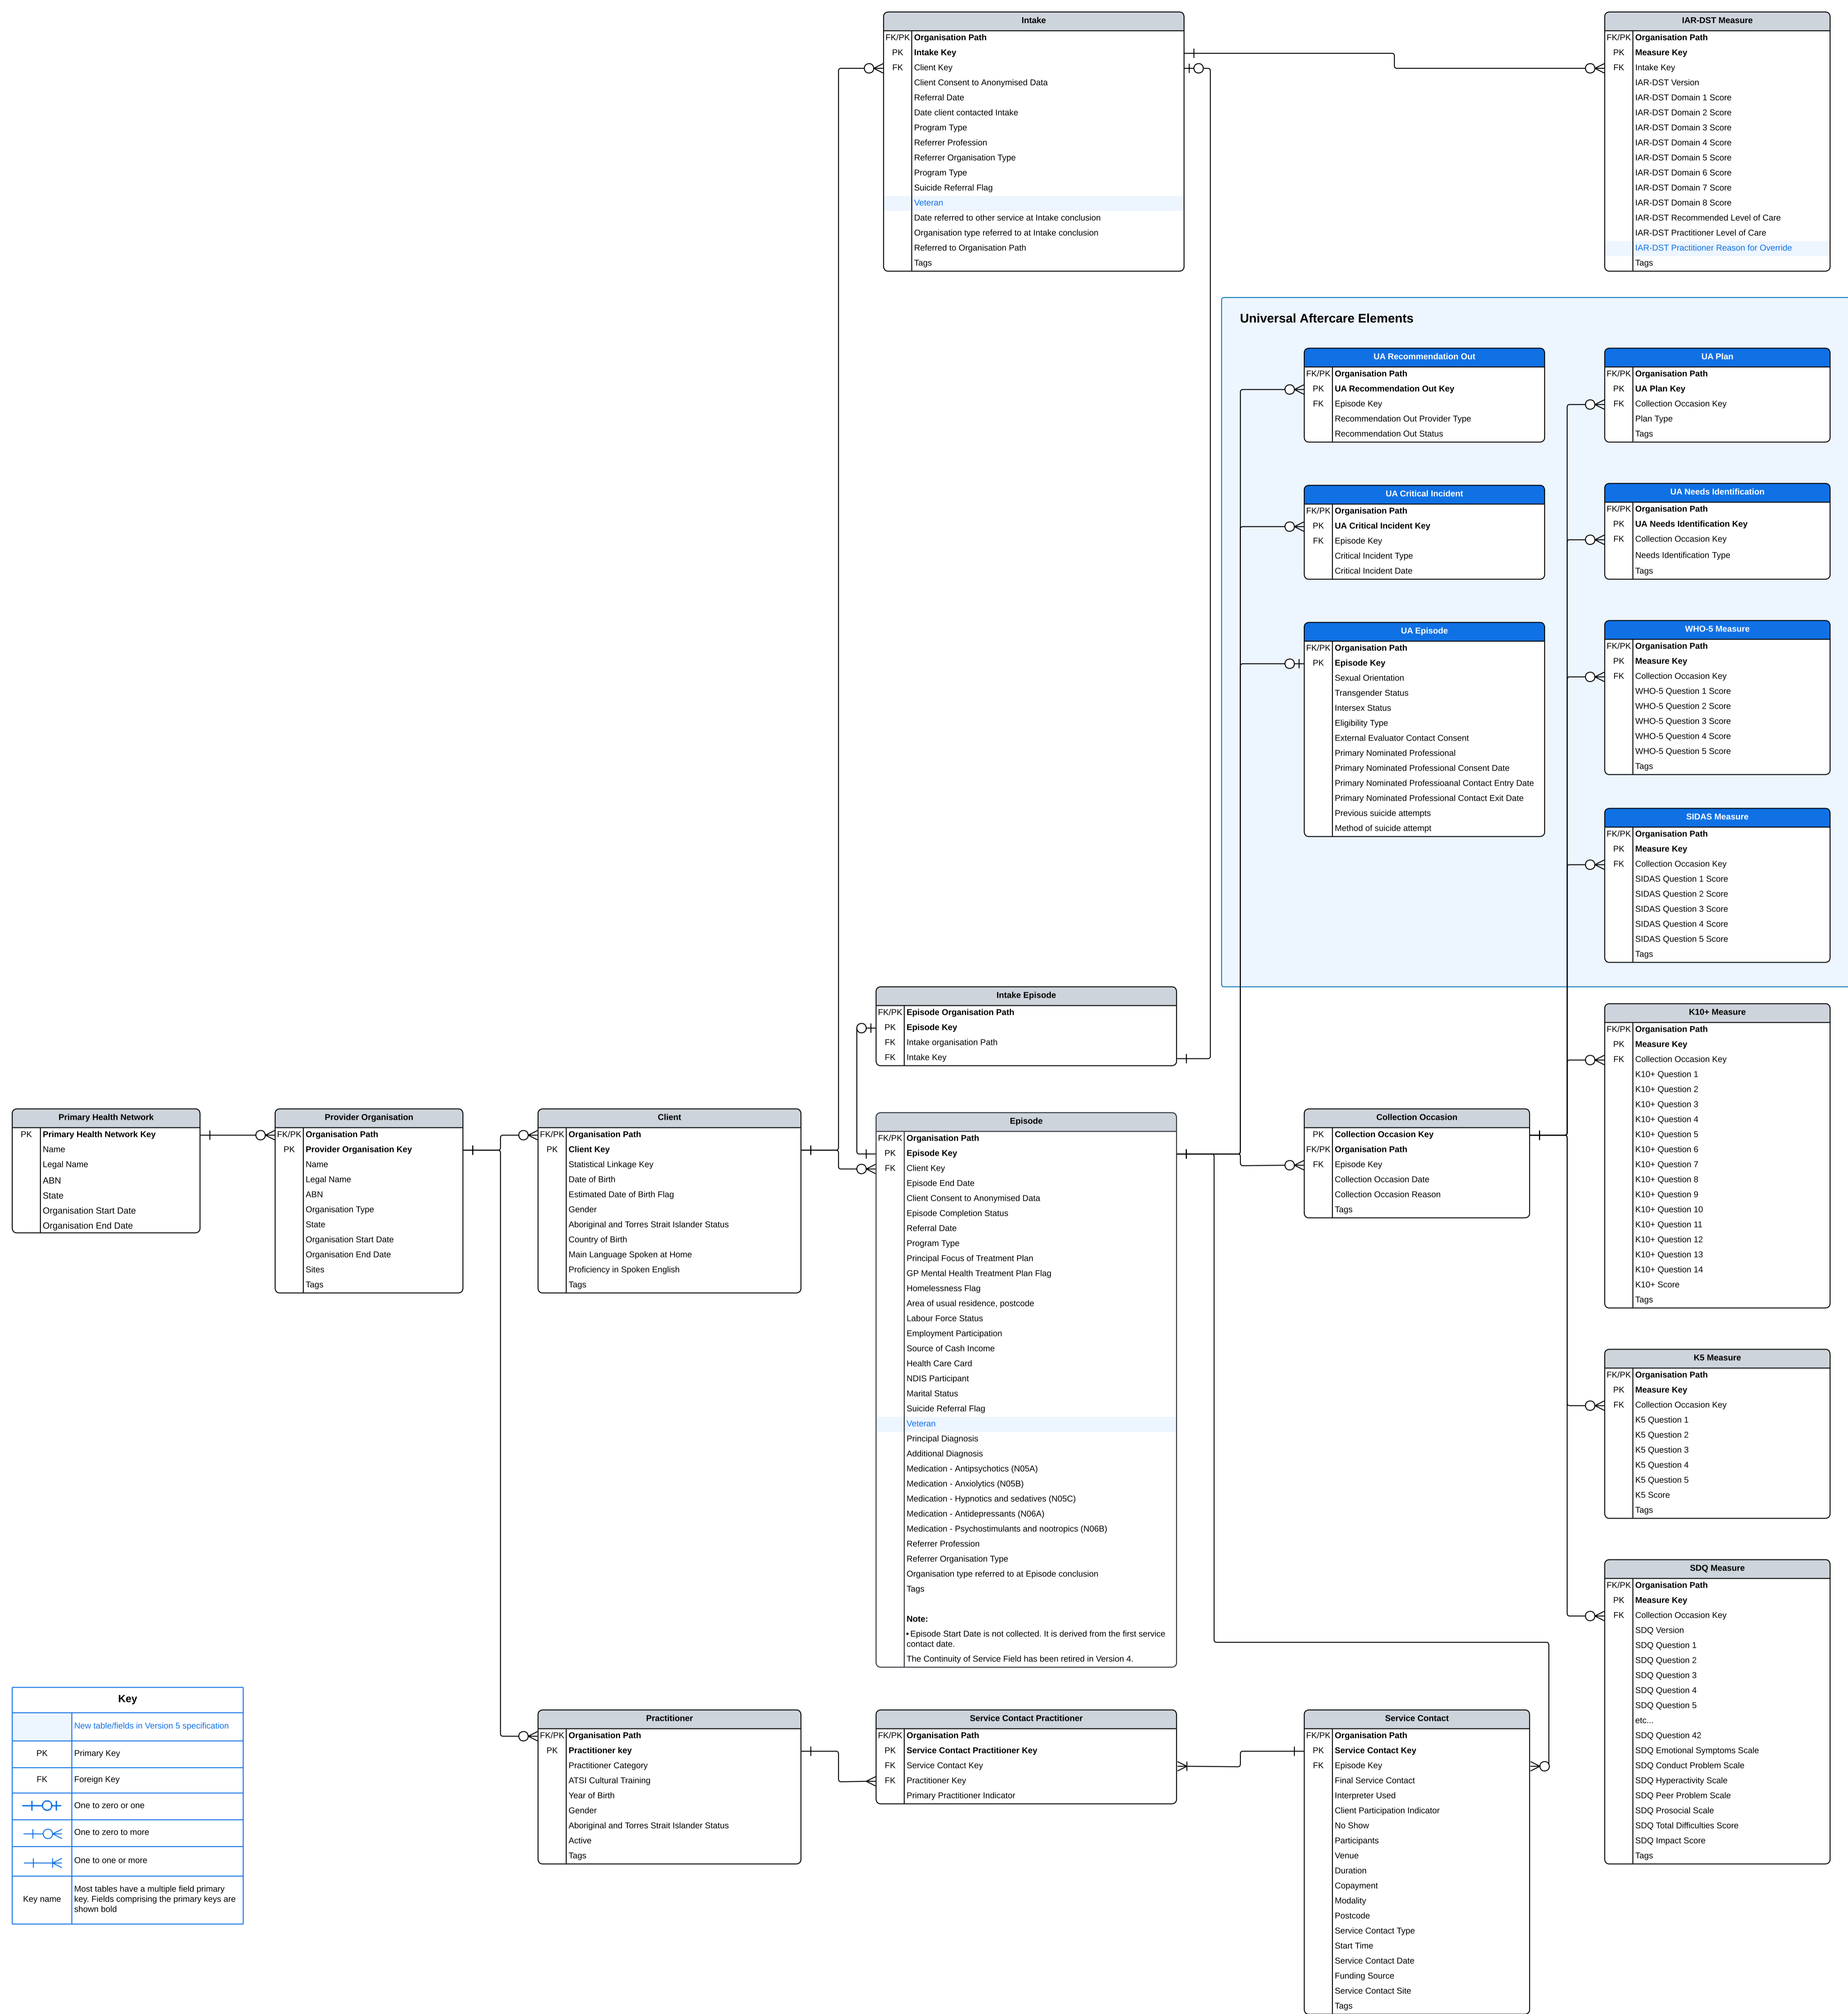 Intake
FK/PK Organisation Path
PK Intake Key
FK Client Key
Client Consent to Anonymised Data
Referral Date
Date client contacted Intake
Program Type
Referrer Profession
Referrer Organisation Type
Program Type
Suicide Referral Flag
Veteran
Date referred to other service at Intake conclusion
Organisation type referred to at Intake conclusion
Referred to Organisation Path
Tags
IAR-DST Measure
FK/PK Organisation Path
PK Measure Key
FK Intake Key
IAR-DST Version
IAR-DST Domain 1 Score
IAR-DST Domain 2 Score
IAR-DST Domain 3 Score
IAR-DST Domain 4 Score
IAR-DST Domain 5 Score
IAR-DST Domain 6 Score
IAR-DST Domain 7 Score
IAR-DST Domain 8 Score
IAR-DST Recommended Level of Care
IAR-DST Practitioner Level of Care
IAR-DST Practitioner Reason for Override
Tags
Universal Aftercare Elements
UA Recommendation Out
FK/PK Organisation Path
PK UA Recommendation Out Key
FK Episode Key
Recommendation Out Provider Type
Recommendation Out Status
UA Plan
FK/PK Organisation Path
PK UA Plan Key
FK Collection Occasion Key
Plan Type
Tags
UA Critical Incident
FK/PK Organisation Path
PK UA Critical Incident Key
FK Episode Key
Critical Incident Type
Critical Incident Date
UA Needs Identification
FK/PK Organisation Path
PK UA Needs Identification Key
FK Collection Occasion Key
Needs Identification Type
Tags
UA Episode
FK/PK Organisation Path
PK Episode Key
Sexual Orientation
Transgender Status
Intersex Status
Eligibility Type
External Evaluator Contact Consent
Primary Nominated Professional
Primary Nominated Professional Consent Date
Primary Nominated Professioanal Contact Entry Date
Primary Nominated Professional Contact Exit Date
Previous suicide attempts
Method of suicide attempt
WHO-5 Measure
FK/PK Organisation Path
PK Measure Key
FK Collection Occasion Key
WHO-5 Question 1 Score
WHO-5 Question 2 Score
WHO-5 Question 3 Score
WHO-5 Question 4 Score
WHO-5 Question 5 Score
Tags
SIDAS Measure
FK/PK Organisation Path
PK Measure Key
FK Collection Occasion Key
SIDAS Question 1 Score
SIDAS Question 2 Score
SIDAS Question 3 Score
SIDAS Question 4 Score
SIDAS Question 5 Score
Tags
Intake Episode
FK/PK Episode Organisation Path
PK Episode Key
FK Intake organisation Path
FK Intake Key
K10+ Measure
FK/PK Organisation Path
PK Measure Key
FK Collection Occasion Key
K10+ Question 1
K10+ Question 2
K10+ Question 3
K10+ Question 4
K10+ Question 5
K10+ Question 6
K10+ Question 7
K10+ Question 8
K10+ Question 9
K10+ Question 10
K10+ Question 11
K10+ Question 12
K10+ Question 13
K10+ Question 14
K10+ Score
Tags
Primary Health Network
PK Primary Health Network Key
Name
Legal Name
ABN
State
Organisation Start Date
Organisation End Date
Provider Organisation
FK/PK Organisation Path
PK Provider Organisation Key
Name
Legal Name
ABN
Organisation Type
State
Organisation Start Date
Organisation End Date
Sites
Tags
Client
FK/PK Organisation Path
PK Client Key
Statistical Linkage Key
Date of Birth
Estimated Date of Birth Flag
Gender
Aboriginal and Torres Strait Islander Status
Country of Birth
Main Language Spoken at Home
Proficiency in Spoken English
Tags
Episode
FK/PK Organisation Path
PK Episode Key
FK Client Key
Episode End Date
Client Consent to Anonymised Data
Episode Completion Status
Referral Date
Program Type
Principal Focus of Treatment Plan
GP Mental Health Treatment Plan Flag
Homelessness Flag
Area of usual residence, postcode
Labour Force Status
Employment Participation
Source of Cash Income
Health Care Card
NDIS Participant
Marital Status
Suicide Referral Flag
Veteran
Principal Diagnosis
Additional Diagnosis
Medication - Antipsychotics (N05A)
Medication - Anxiolytics (N05B)
Medication - Hypnotics and sedatives (N05C)
Medication - Antidepressants (N06A)
Medication - Psychostimulants and nootropics (N06B)
Referrer Profession
Referrer Organisation Type
Organisation type referred to at Episode conclusion
Tags
Note:
• Episode Start Date is not collected. It is derived from the first service
contact date.
The Continuity of Service Field has been retired in Version 4.
Collection Occasion
PK Collection Occasion Key
FK/PK Organisation Path
FK Episode Key
Collection Occasion Date
Collection Occasion Reason
Tags
K5 Measure
FK/PK Organisation Path
PK Measure Key
FK Collection Occasion Key
K5 Question 1
K5 Question 2
K5 Question 3
K5 Question 4
K5 Question 5
K5 Score
Tags
SDQ Measure
FK/PK Organisation Path
PK Measure Key
FK Collection Occasion Key
SDQ Version
SDQ Question 1
SDQ Question 2
SDQ Question 3
SDQ Question 4
SDQ Question 5
etc...
SDQ Question 42
SDQ Emotional Symptoms Scale
SDQ Conduct Problem Scale
SDQ Hyperactivity Scale
SDQ Peer Problem Scale
SDQ Prosocial Scale
SDQ Total Difficulties Score
SDQ Impact Score
Tags
Key
New table/fields in Version 5 specification
PK Primary Key
FK Foreign Key
One to zero or one
One to zero to more
One to one or more
Key name
Most tables have a multiple field primary
key. Fields comprising the primary keys are
shown bold
Practitioner
FK/PK Organisation Path
PK Practitioner key
Practitioner Category
ATSI Cultural Training
Year of Birth
Gender
Aboriginal and Torres Strait Islander Status
Active
Tags
Service Contact Practitioner
FK/PK Organisation Path
PK Service Contact Practitioner Key
FK Service Contact Key
FK Practitioner Key
Primary Practitioner Indicator
Service Contact
FK/PK Organisation Path
PK Service Contact Key
FK Episode Key
Final Service Contact
Interpreter Used
Client Participation Indicator
No Show
Participants
Venue
Duration
Copayment
Modality
Postcode
Service Contact Type
Start Time
Service Contact Date
Funding Source
Service Contact Site
Tags